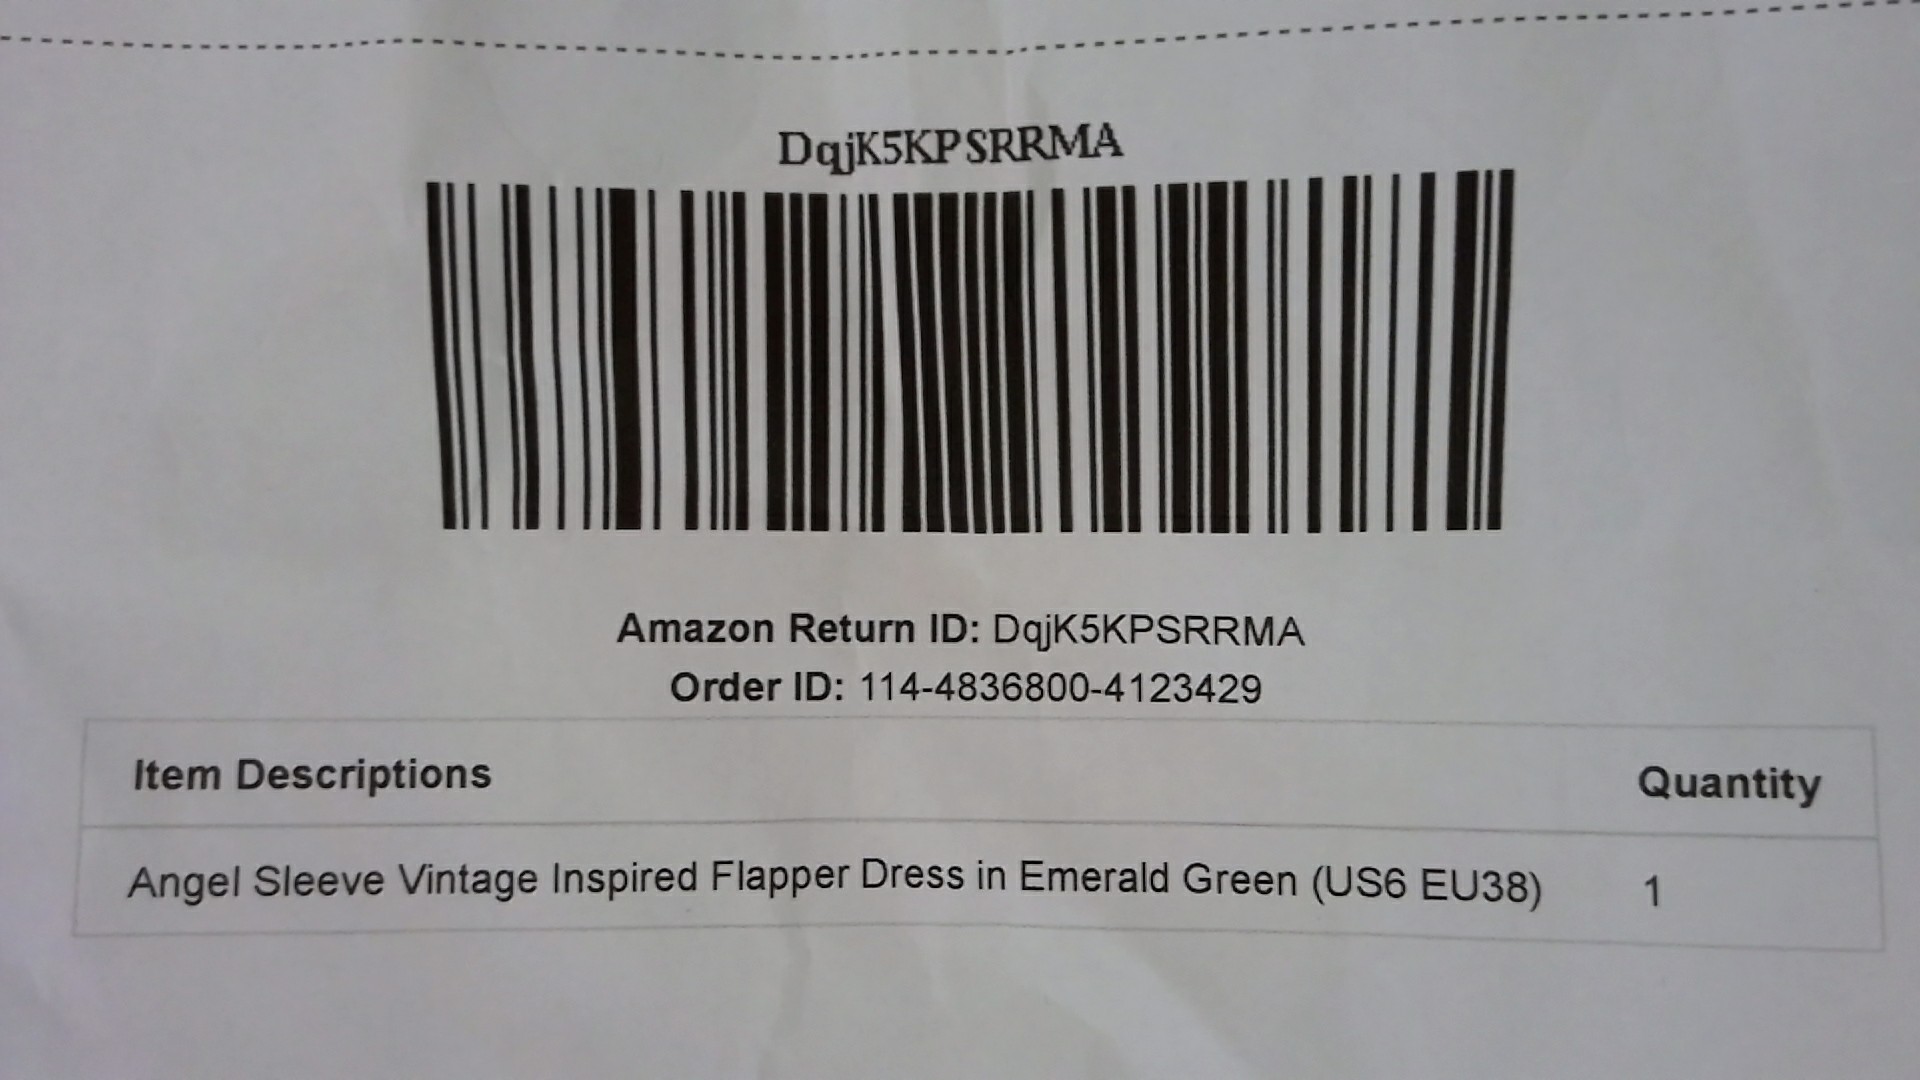 DqjK5KPSRRMA
Amazon Return ID: DqjK5KPSRRMA
Order ID: 114-4836800-4123429
Item Descriptions Quantity
Angel Sleeve Vintage Inspired Flapper Dress in Emerald Green (US6 EU38) 1